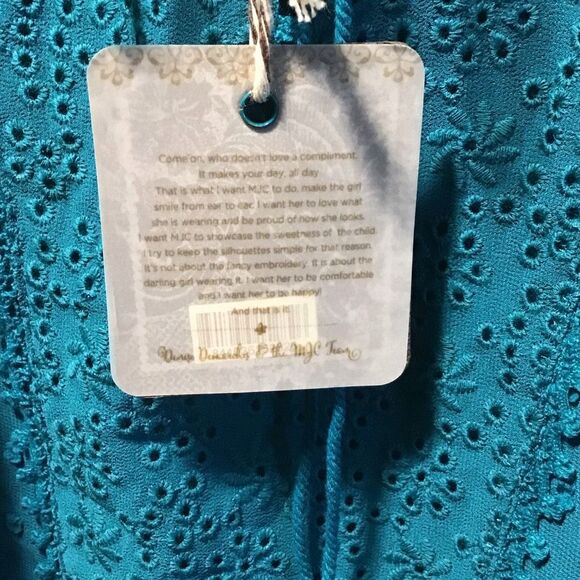 Come on, who doesn't love a compliment.
It makes your day, all day
That is what I want MJC to do, make the girl
smile from ear to ear. I want her to love what
she is wearing and be proud of how she looks.
I want MJC to showcase the sweetness of the child.
I try to keep the silhouettes simple for that reason.
It's not about the fancy embroidery. It is about the
darling girl wearing it. I want her to be comfortable
and I want her to be happy!
And that is it.
& the MJC Team